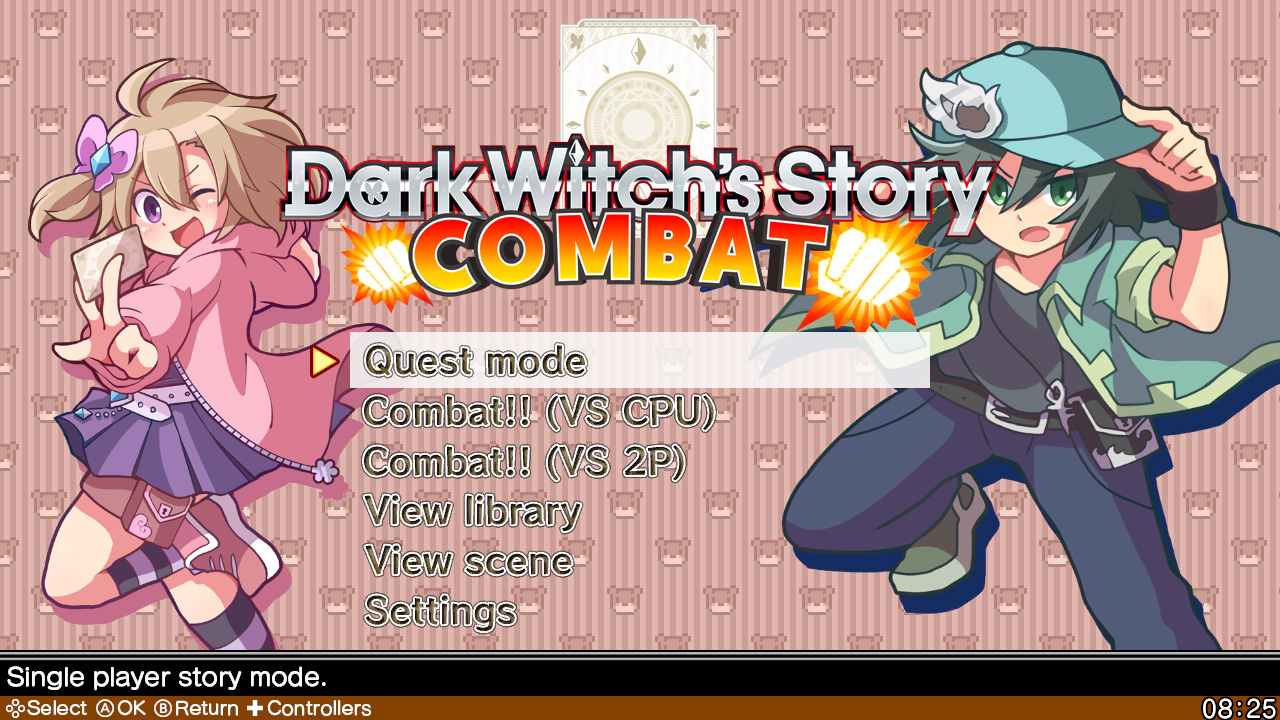 Dark Witch's Story
COMBAT
Quest mode
Combat!! (VS CPU)
Combat!! (VS 2P)
View library
View scene
Settings
Single player story mode.
Select Ⓐ OK Ⓑ Return Controllers
08:25